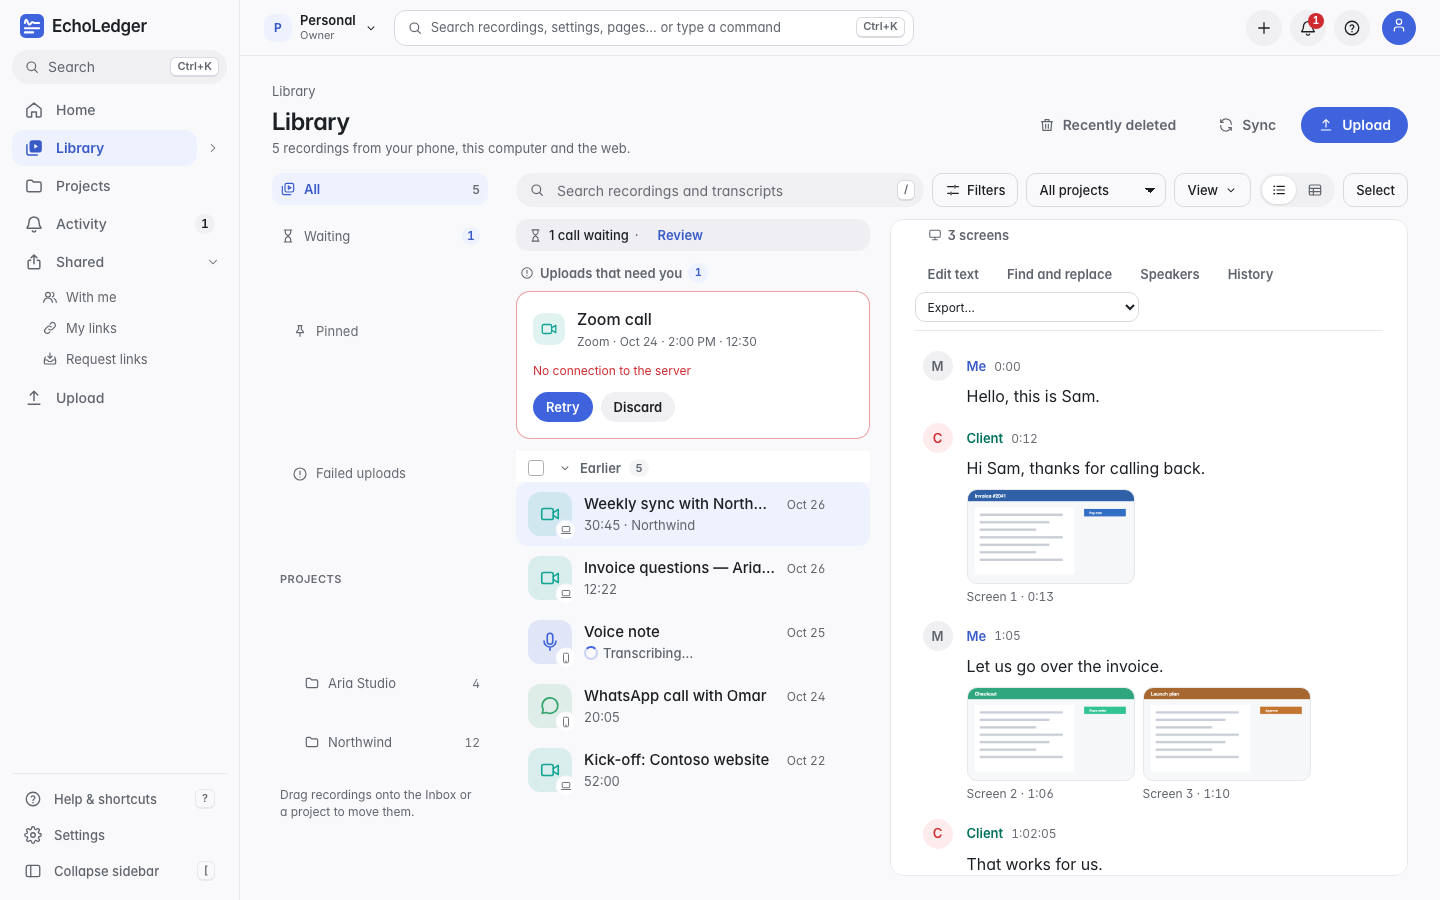 EchoLedger
Search Ctrl+K
Home
Library
Projects
Activity 1
Shared
With me
My links
Request links
Upload
Help & shortcuts ?
Settings
Collapse sidebar [
P Personal
Owner
Search recordings, settings, pages... or type a command Ctrl+K
1
Library
Library
5 recordings from your phone, this computer and the web.
Recently deleted
Sync
Upload
All 5
Waiting 1
Pinned
Failed uploads
PROJECTS
Aria Studio 4
Northwind 12
Drag recordings onto the Inbox or
a project to move them.
Search recordings and transcripts /
Filters
All projects
View
Select
1 call waiting · Review
Uploads that need you 1
Zoom call
Zoom · Oct 24 · 2:00 PM · 12:30
No connection to the server
Retry Discard
Earlier 5
Weekly sync with North... Oct 26
30:45 · Northwind
Invoice questions — Aria... Oct 26
12:22
Voice note Oct 25
Transcribing...
WhatsApp call with Omar Oct 24
20:05
Kick-off: Contoso website Oct 22
52:00
3 screens
Edit text Find and replace Speakers History
Export...
M Me 0:00
Hello, this is Sam.
C Client 0:12
Hi Sam, thanks for calling back.
Invoice #2041
Pay now
Screen 1 · 0:13
M Me 1:05
Let us go over the invoice.
Checkout
Place order
Launch plan
Approve
Screen 2 · 1:06
Screen 3 · 1:10
C Client 1:02:05
That works for us.